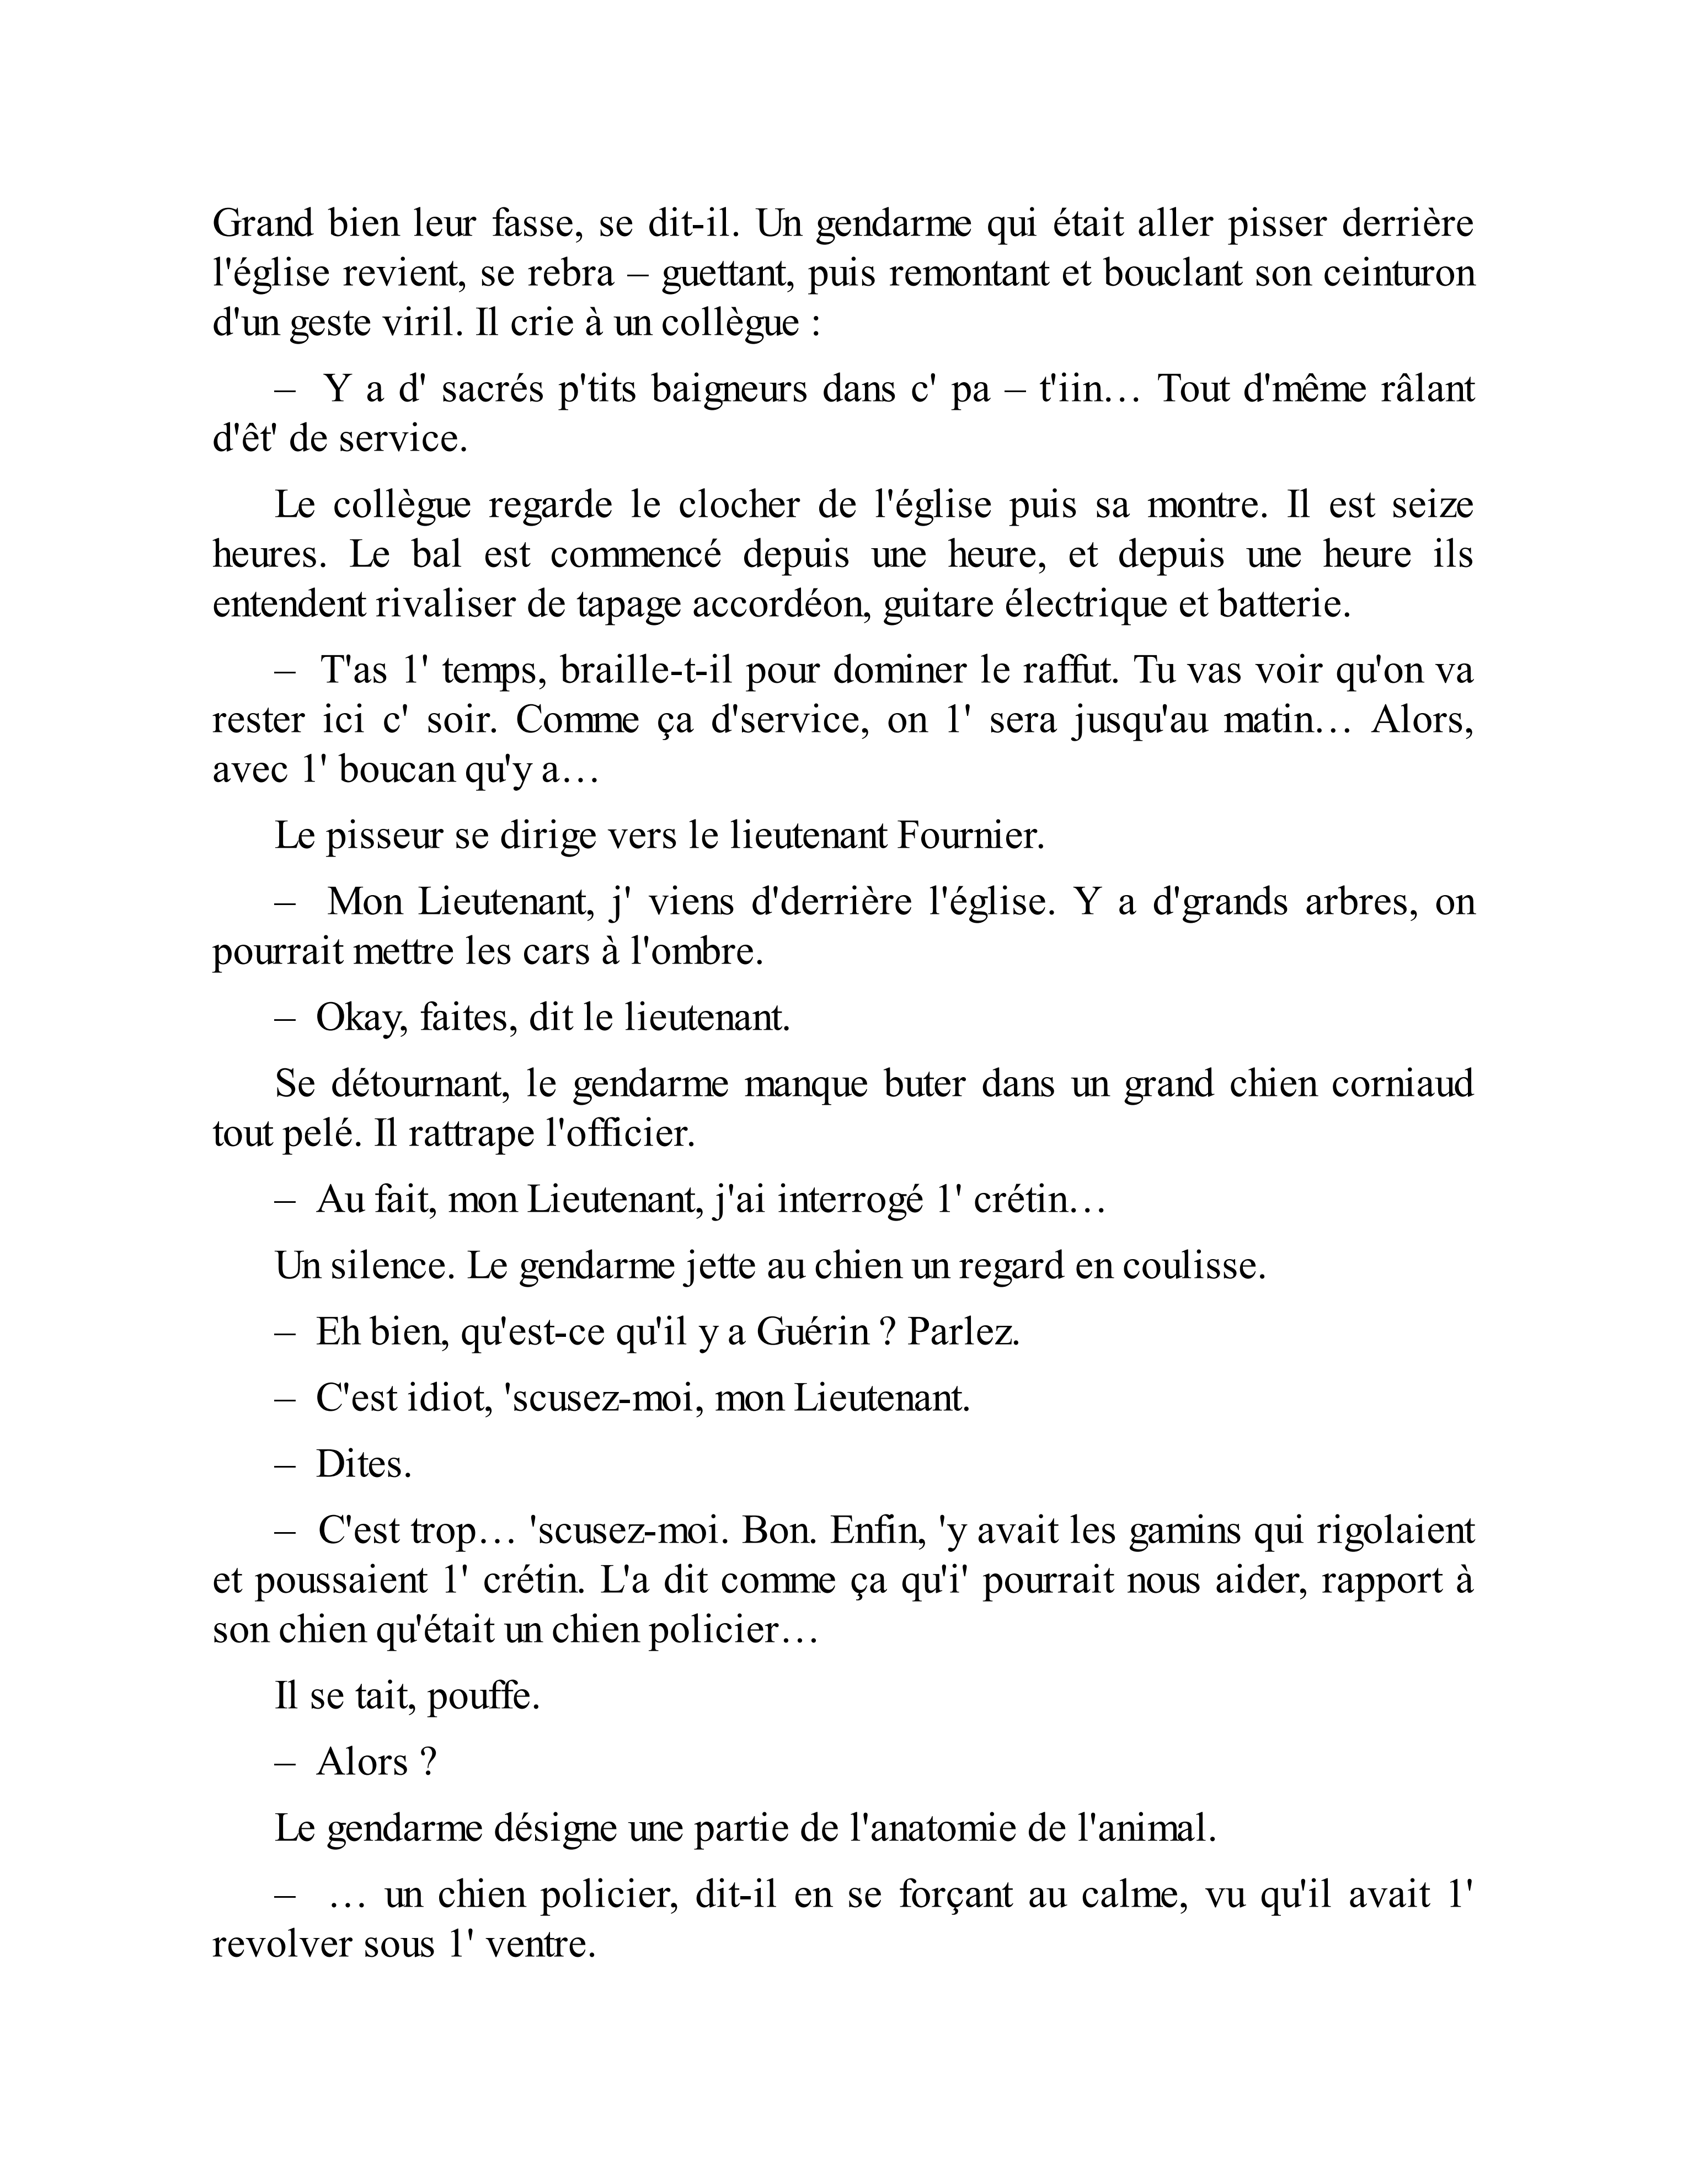 Grand bien leur fasse, se dit-il. Un gendarme qui était aller pisser derrière
l'église revient, se rebra – guettant, puis remontant et bouclant son ceinturon
d'un geste viril. Il crie à un collègue :
– Y a d' sacrés p'tits baigneurs dans c' pa – t'iin… Tout d'même râlant
d'êt' de service.
Le collègue regarde le clocher de l'église puis sa montre. Il est seize
heures. Le bal est commencé depuis une heure, et depuis une heure ils
entendent rivaliser de tapage accordéon, guitare électrique et batterie.
– T'as 1' temps, braille-t-il pour dominer le raffut. Tu vas voir qu'on va
rester ici c' soir. Comme ça d'service, on 1' sera jusqu'au matin… Alors,
avec 1' boucan qu'y a…
Le pisseur se dirige vers le lieutenant Fournier.
– Mon Lieutenant, j' viens d'derrière l'église. Y a d'grands arbres, on
pourrait mettre les cars à l'ombre.
– Okay, faites, dit le lieutenant.
Se détournant, le gendarme manque buter dans un grand chien corniaud
tout pelé. Il rattrape l'officier.
– Au fait, mon Lieutenant, j'ai interrogé 1' crétin…
Un silence. Le gendarme jette au chien un regard en coulisse.
– Eh bien, qu'est-ce qu'il y a Guérin ? Parlez.
– C'est idiot, 'scusez-moi, mon Lieutenant.
– Dites.
– C'est trop… 'scusez-moi. Bon. Enfin, 'y avait les gamins qui rigolaient
et poussaient 1' crétin. L'a dit comme ça qu'i' pourrait nous aider, rapport à
son chien qu'était un chien policier…
Il se tait, pouffe.
– Alors ?
Le gendarme désigne une partie de l'anatomie de l'animal.
– … un chien policier, dit-il en se forçant au calme, vu qu'il avait 1'
revolver sous 1' ventre.